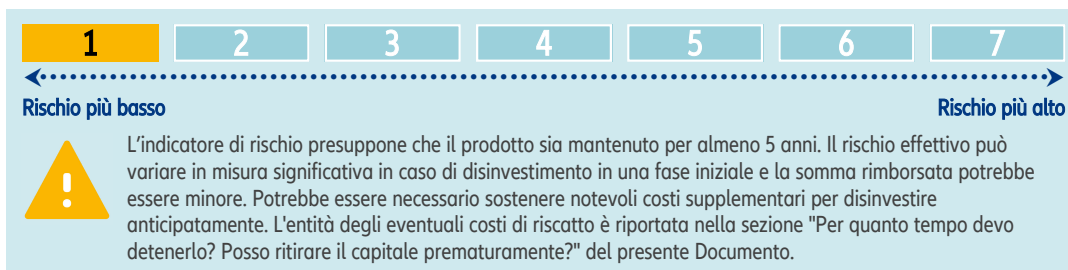 1 2 3 4 5 6 7
Rischio più basso Rischio più alto
L'indicatore di rischio presuppone che il prodotto sia mantenuto per almeno 5 anni. Il rischio effettivo può
variare in misura significativa in caso di disinvestimento in una fase iniziale e la somma rimborsata potrebbe
essere minore. Potrebbe essere necessario sostenere notevoli costi supplementari per disinvestire
anticipatamente. L'entità degli eventuali costi di riscatto è riportata nella sezione "Per quanto tempo devo
detenerlo? Posso ritirare il capitale prematuramente?" del presente Documento.